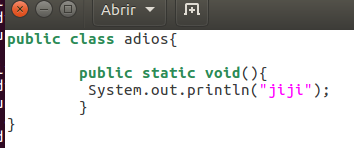 Abrir
public class adios{
public static void(){
System.out.println("jiji");
}
}